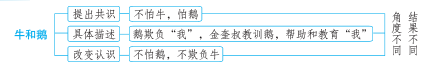 牛和鹅
提出共识 不怕牛，怕鹅
具体描述 鹅欺负“我”，金奎叔教训鹅，帮助和教育“我”
改变认识 不怕鹅，不欺负牛
角度不同
结果不同